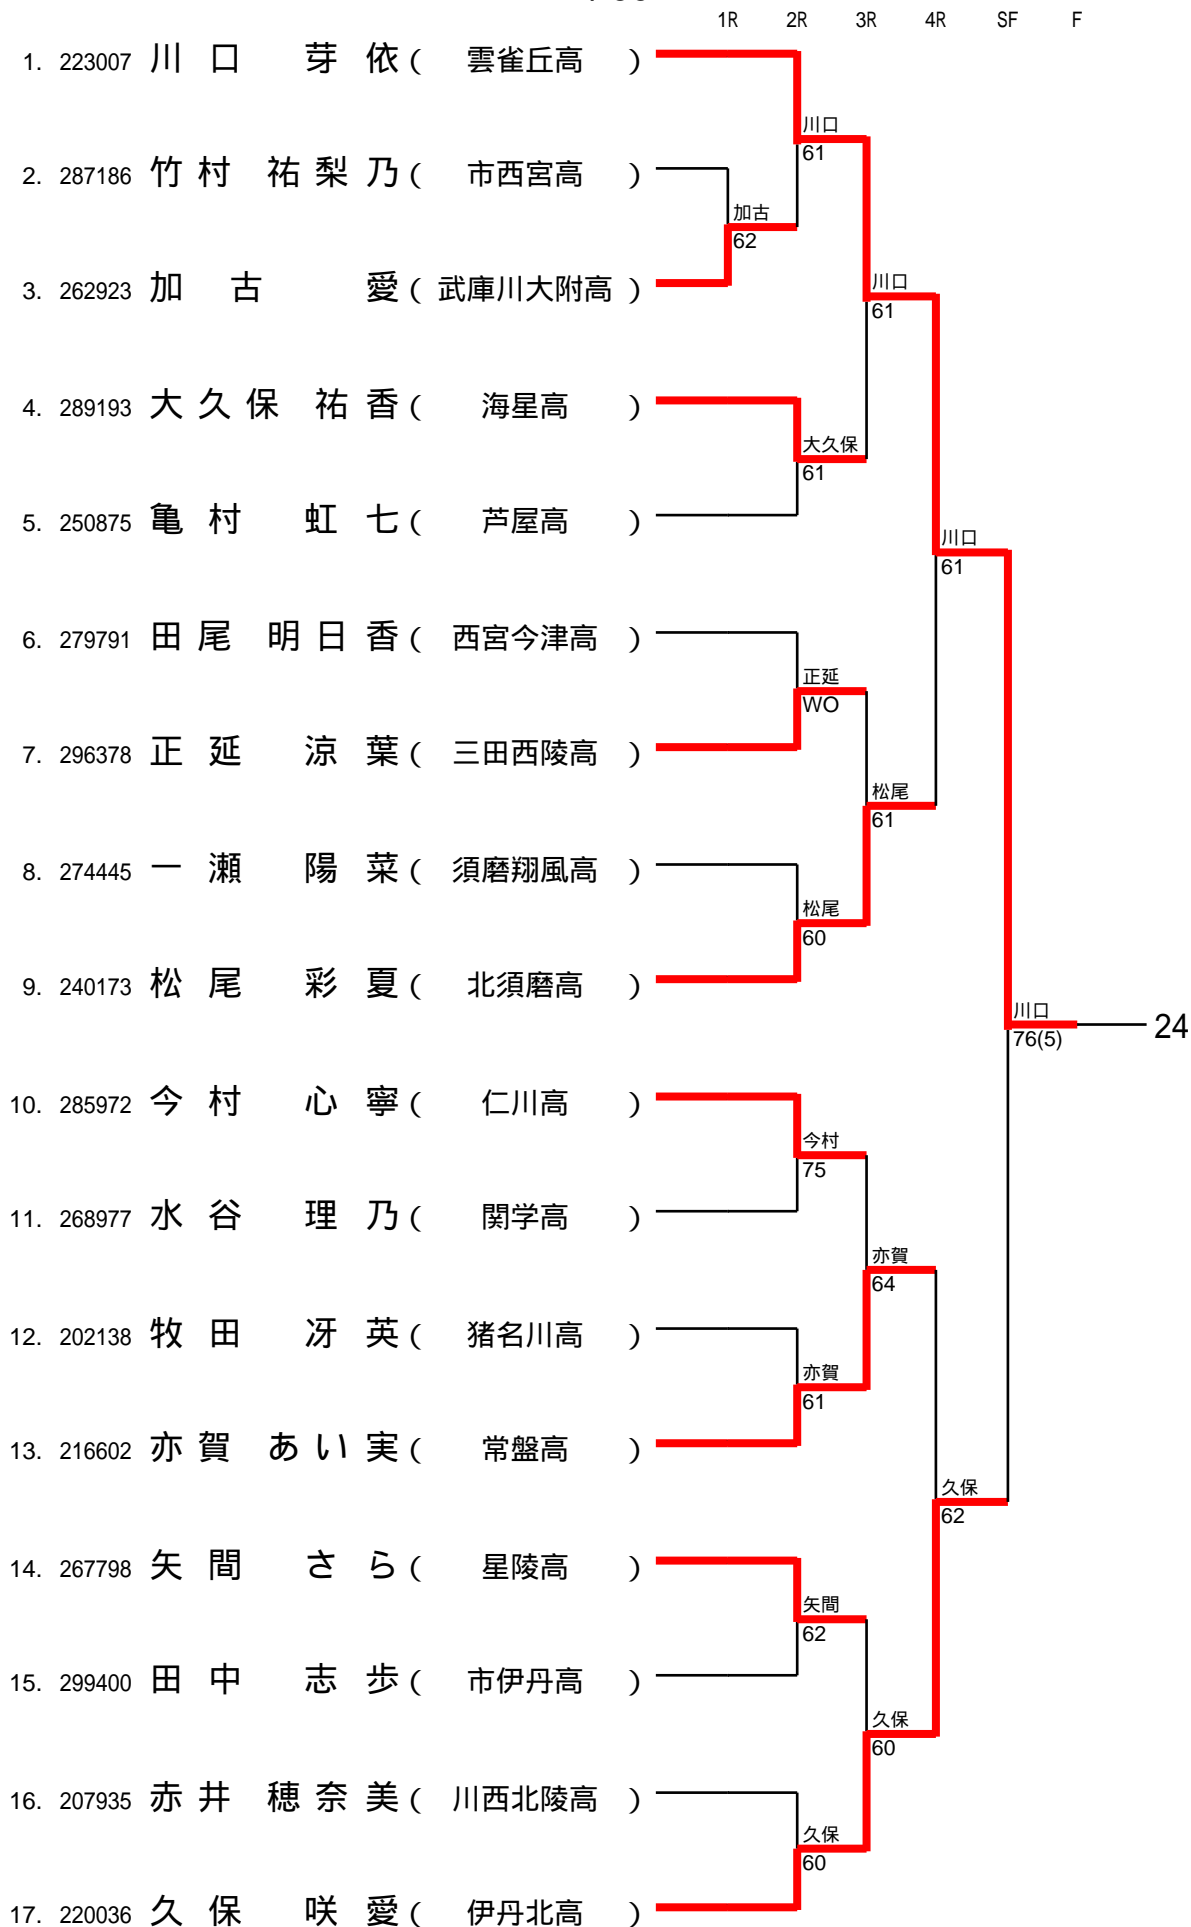 1R 2R 3R 4R SF F
1. 223007 川口 芽依 ( 雲雀丘高 )
川口
61
2. 287186 竹村 祐梨乃 ( 市西宮高 )
加古
62
3. 262923 加古 愛 ( 武庫川大附高 )
川口
61
4. 289193 大久保 祐香 ( 海星高 )
大久保
61
5. 250875 亀村 虹七 ( 芦屋高 )
川口
61
6. 279791 田尾 明日香 ( 西宮今津高 )
正延
WO
7. 296378 正延 涼葉 ( 三田西陵高 )
松尾
61
8. 274445 一瀬 陽菜 ( 須磨翔風高 )
松尾
60
9. 240173 松尾 彩夏 ( 北須磨高 )
川口
76(5)
24
10. 285972 今村 心寧 ( 仁川高 )
今村
75
11. 268977 水谷 理乃 ( 関学高 )
亦賀
64
12. 202138 牧田 冴英 ( 猪名川高 )
亦賀
61
13. 216602 亦賀 あい実 ( 常盤高 )
久保
62
14. 267798 矢間 さら ( 星陵高 )
矢間
62
15. 299400 田中 志歩 ( 市伊丹高 )
久保
60
16. 207935 赤井 穂奈美 ( 川西北陵高 )
久保
60
17. 220036 久保 咲愛 ( 伊丹北高 )